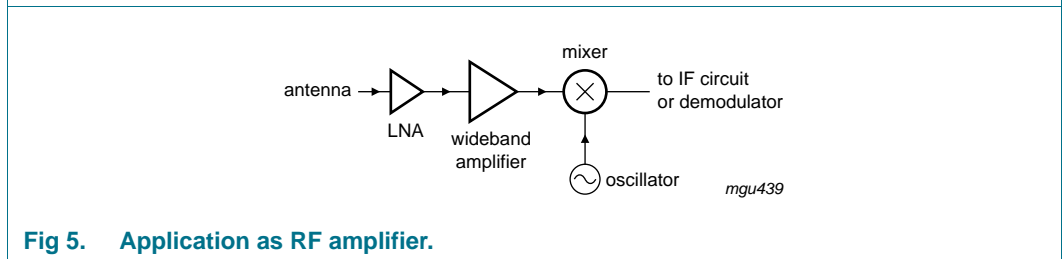 mixer
antenna
to IF circuit
or demodulator
LNA
wideband
amplifier
oscillator
mgu439
Fig 5. Application as RF amplifier.